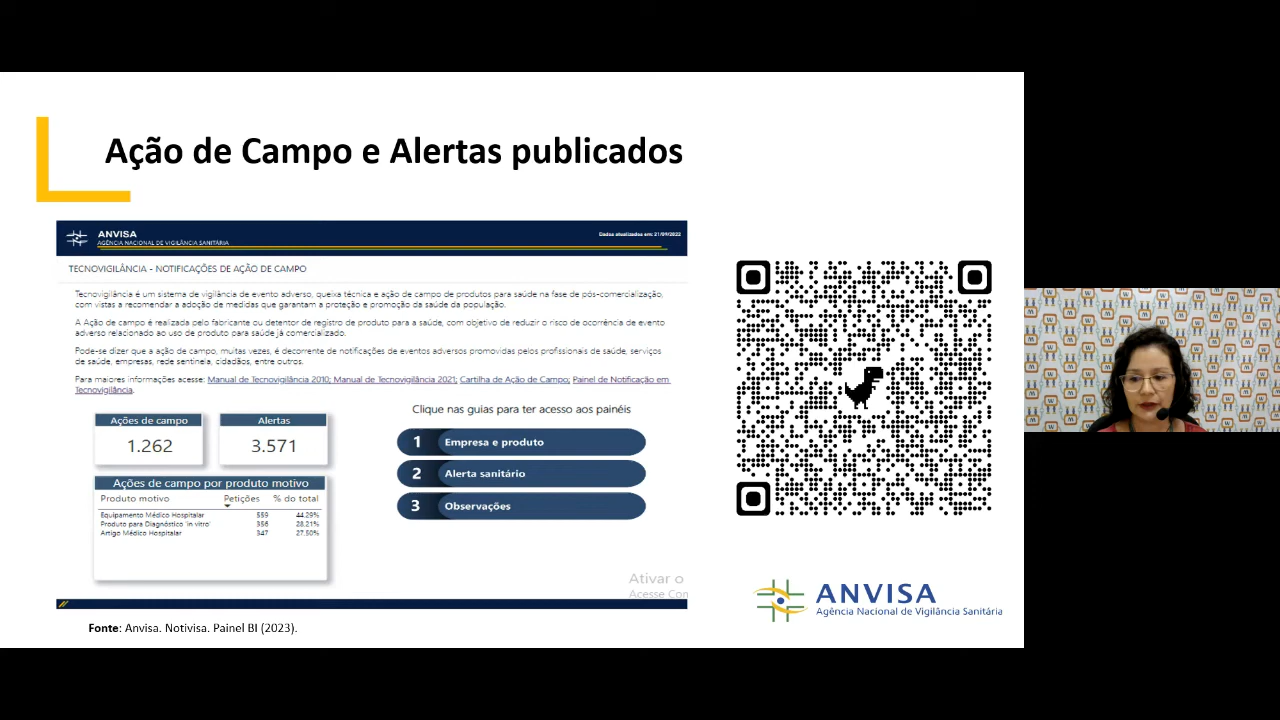 Ação de Campo e Alertas publicados
ANVISA
AGÊNCIA NACIONAL DE VIGILÂNCIA SANITÁRIA
Dados atualizados em: 21/09/2022
TECNOVIGILÂNCIA - NOTIFICAÇÕES DE AÇÃO DE CAMPO
Tecnovigilância é um sistema de vigilância de evento adverso, queixa técnica e ação de campo de produtos para saúde na fase de pós-comercialização,
com vistas a recomendar a adoção de medidas que garantam a proteção e promoção da saúde da população.
A Ação de campo é realizada pelo fabricante ou detentor de registro de produto para a saúde, com objetivo de reduzir o risco de ocorrência de evento
adverso relacionado ao uso de produto para saúde já comercializado.
Pode-se dizer que a ação de campo, muitas vezes, é decorrente de notificações de eventos adversos promovidas pelos profissionais de saúde, serviços
de saúde, empresas, rede sentinela, cidadãos, entre outros.
Para maiores informações acesse: Manual de Tecnovigilância 2010; Manual de Tecnovigilância 2021; Cartilha de Ação de Campo; Painel de Notificação em
Tecnovigilância.
Ações de campo
1.262
Alertas
3.571
Ações de campo por produto motivo
Produto motivo Petições % do total
Equipamento Médico Hospitalar 559 44,29%
Produto para Diagnóstico 'in vitro' 356 28,21%
Artigo Médico Hospitalar 347 27,50%
Clique nas guias para ter acesso aos painéis
1 Empresa e produto
2 Alerta sanitário
3 Observações
Ativar o
Acesse Con
Fonte: Anvisa. Notivisa. Painel BI (2023).
ANVISA
Agência Nacional de Vigilância Sanitária